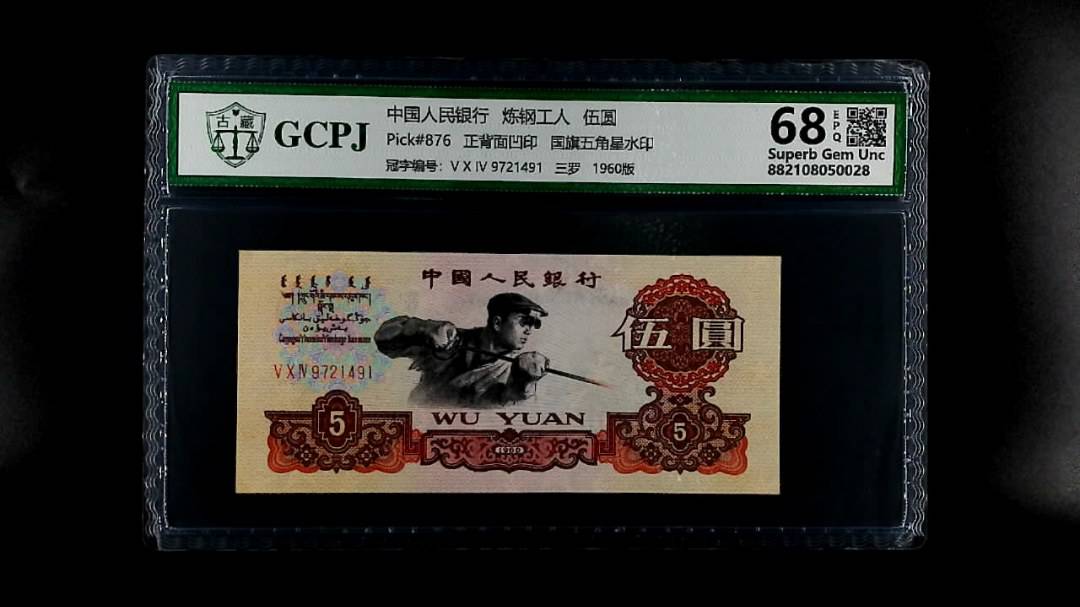 古藏
GCPJ
中国人民银行 炼钢工人 伍圆
Pick#876 正背面凹印 国旗五角星水印
冠字编号: V X IV 9721491 三罗 1960版
68 EPQ
Superb Gem Unc
882108050028
中國人民銀行
伍圓
V X IV 9721491
WU YUAN
5
1960
5